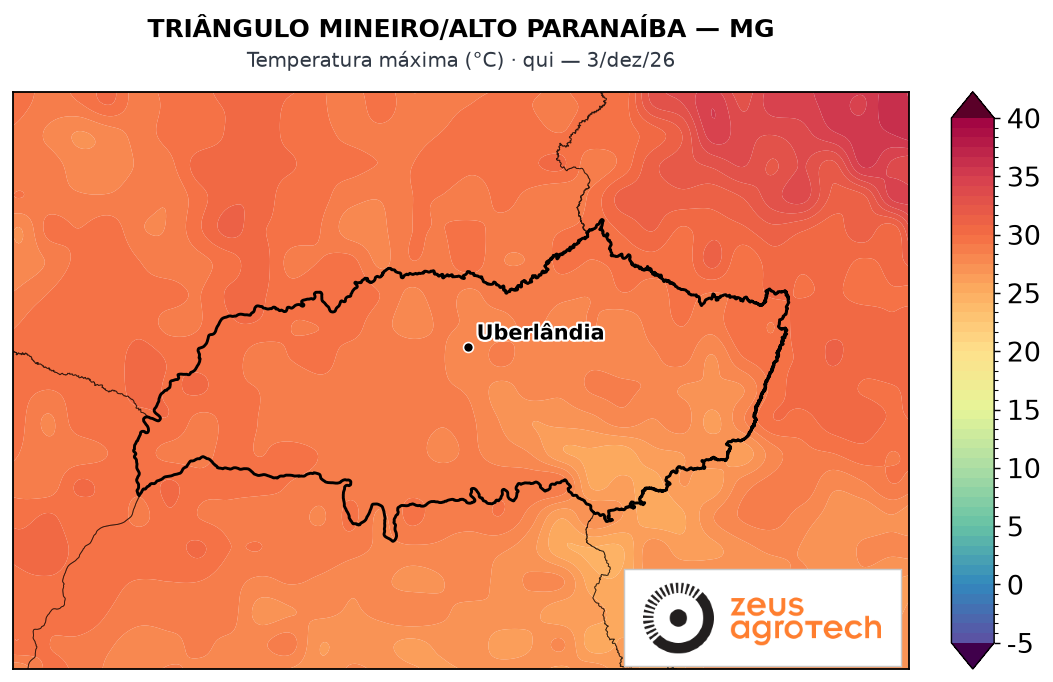 TRIÂNGULO MINEIRO/ALTO PARANAÍBA — MG
Temperatura máxima (°C) · qui — 3/dez/26
Uberlândia
40
35
30
25
20
15
10
5
0
-5
zeus
agrotech